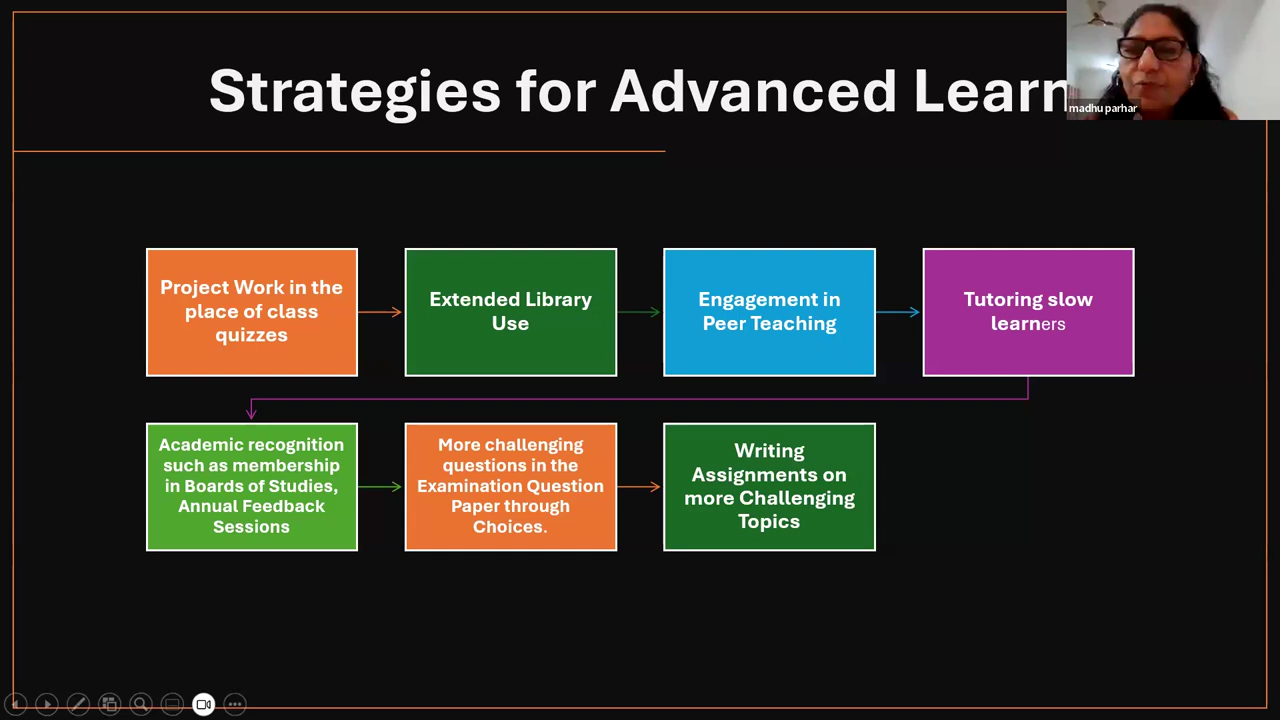 Strategies for Advanced Learn
madhu parhar
Project Work in the
place of class
quizzes
Extended Library
Use
Engagement in
Peer Teaching
Tutoring slow
learners
Academic recognition
such as membership
in Boards of Studies,
Annual Feedback
Sessions
More challenging
questions in the
Examination Question
Paper through
Choices.
Writing
Assignments on
more Challenging
Topics